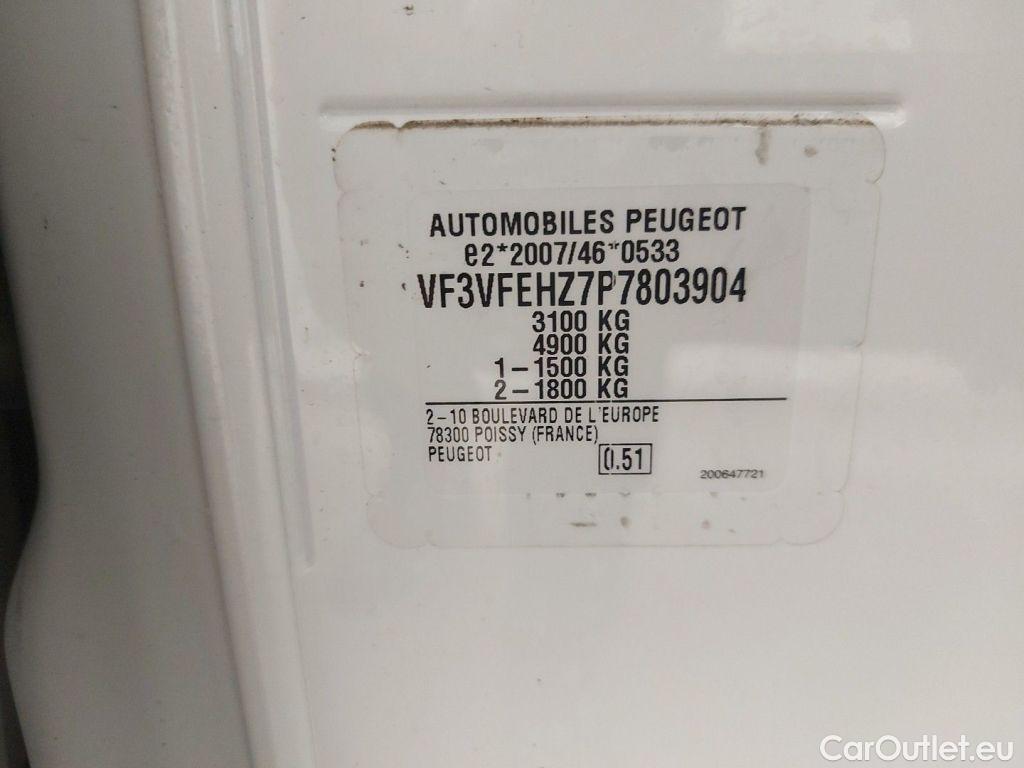 AUTOMOBILES PEUGEOT
e2*2007/46*0533
VF3VFEHZ7P7803904
3100 KG
4900 KG
1-1500 KG
2-1800 KG
2-10 BOULEVARD DE L'EUROPE
78300 POISSY (FRANCE)
PEUGEOT
0.51
200647721
CarOutlet.eu